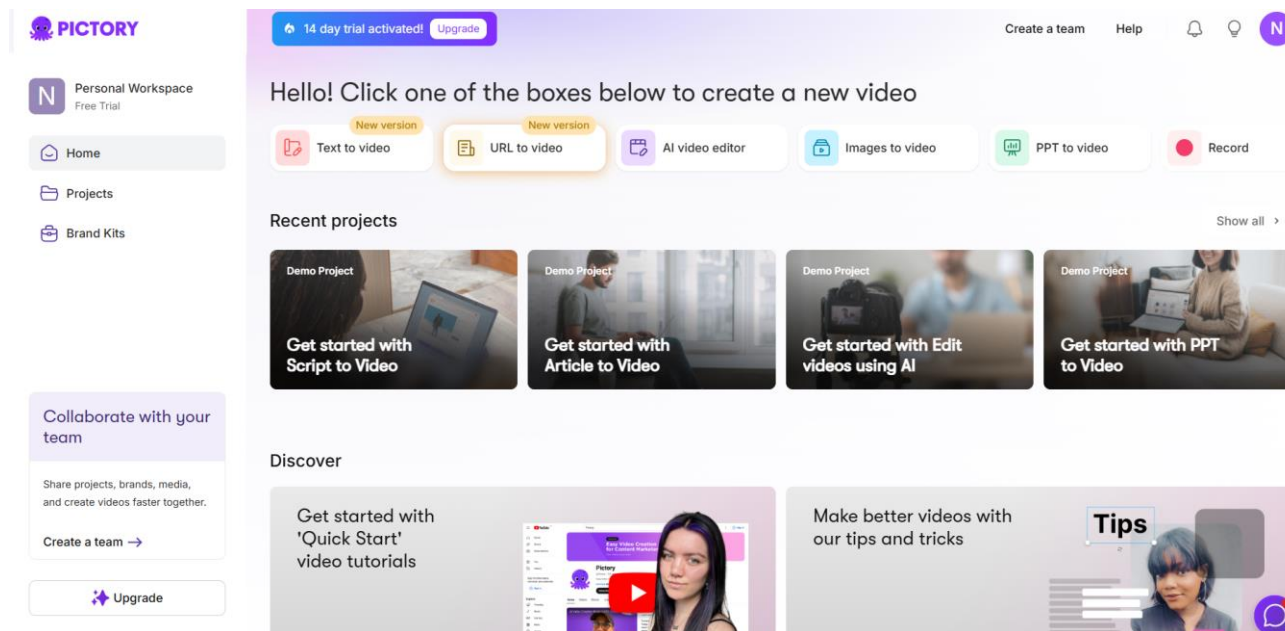 PICTORY
14 day trial activated! Upgrade
Create a team
Help
N
N
Personal Workspace
Free Trial
Home
Projects
Brand Kits
Collaborate with your
team
Share projects, brands, media,
and create videos faster together.
Create a team →
Upgrade
Hello! Click one of the boxes below to create a new video
New version
Text to video
New version
URL to video
AI video editor
Images to video
PPT to video
Record
Recent projects
Show all >
Demo Project
Get started with
Script to Video
Demo Project
Get started with
Article to Video
Demo Project
Get started with Edit
videos using AI
Demo Project
Get started with PPT
to Video
Discover
Get started with
'Quick Start'
video tutorials
Pictory
Make better videos with
our tips and tricks
Tips